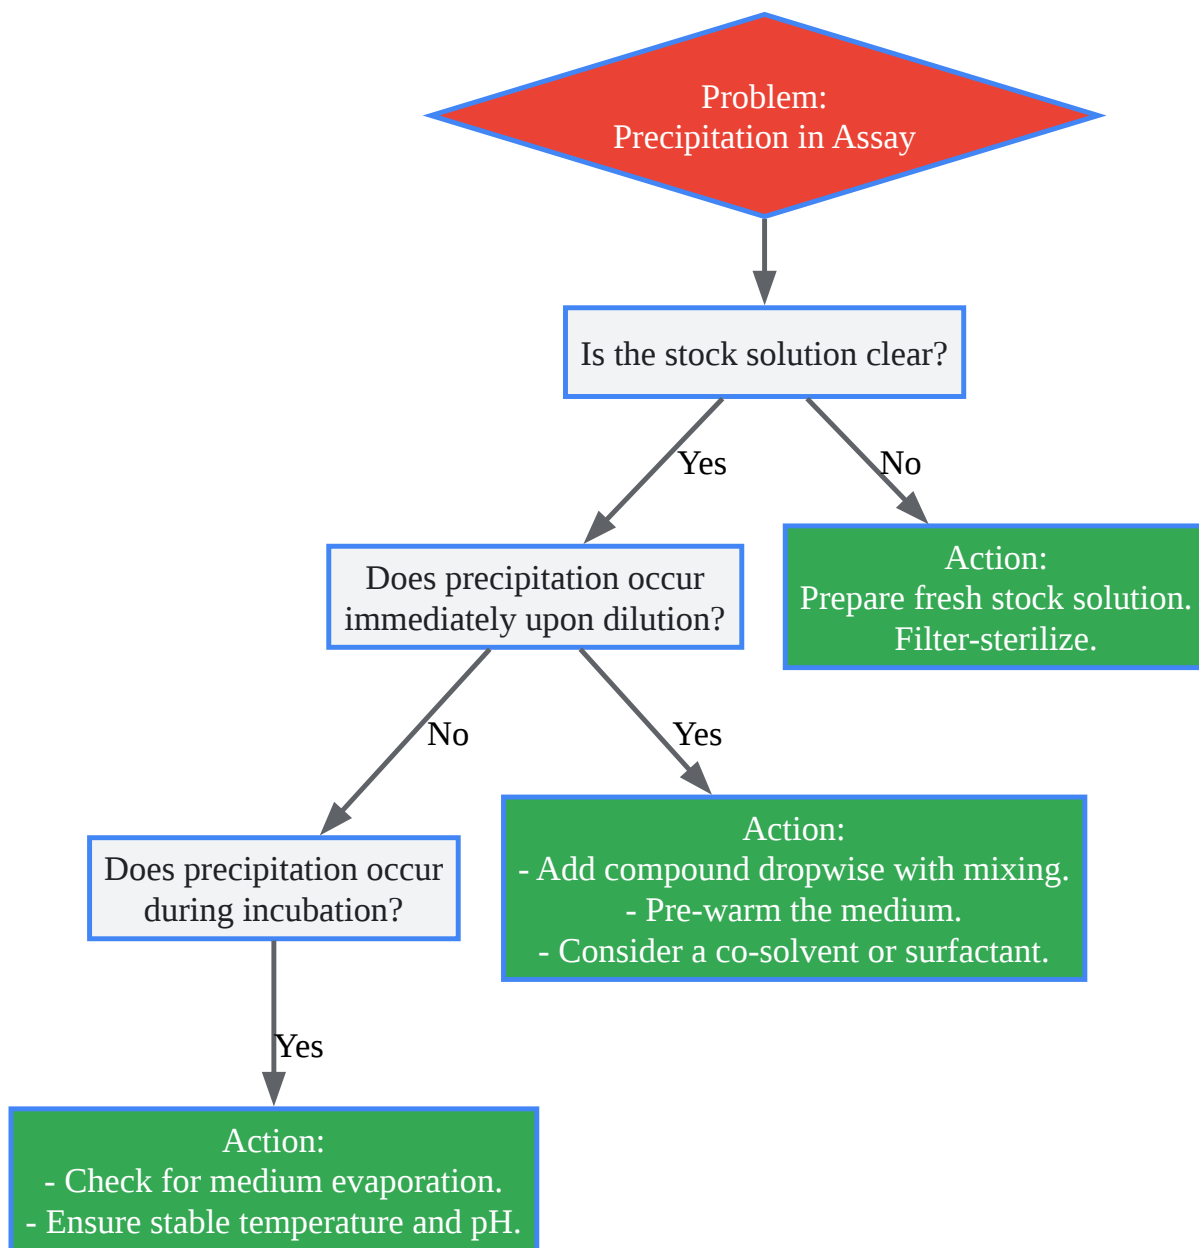 Problem:
Precipitation in Assay
Is the stock solution clear?
Yes
No
Does precipitation occur
immediately upon dilution?
Action:
Prepare fresh stock solution.
Filter-sterilize.
No
Yes
Does precipitation occur
during incubation?
Action:
- Add compound dropwise with mixing.
- Pre-warm the medium.
- Consider a co-solvent or surfactant.
Yes
Action:
- Check for medium evaporation.
- Ensure stable temperature and pH.